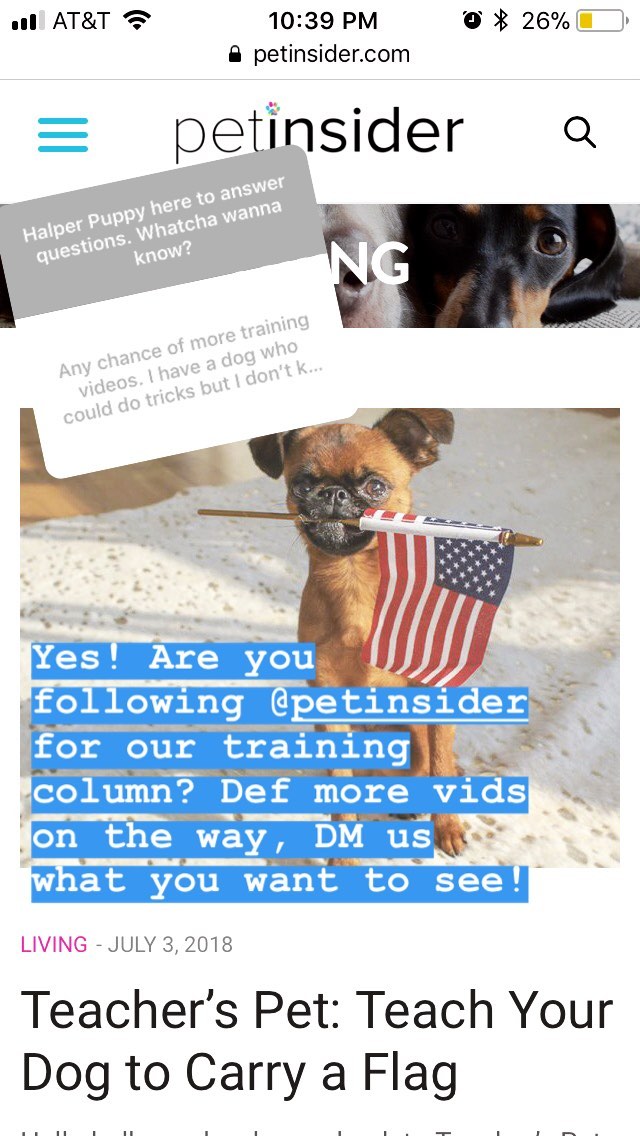 AT&T 10:39 PM 26%
petinsider.com
petinsider
Halper Puppy here to answer
questions. Whatcha wanna
know?
NG
Any chance of more training
videos. I have a dog who
could do tricks but I don't k...
Yes! Are you
following @petinsider
for our training
column? Def more vids
on the way, DM us
what you want to see!
LIVING - JULY 3, 2018
Teacher's Pet: Teach Your
Dog to Carry a Flag